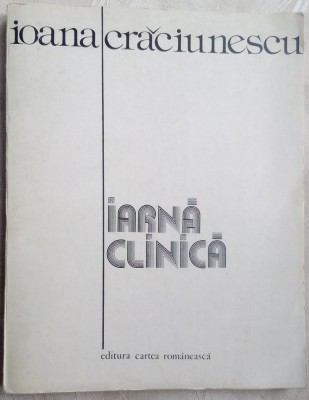 ioana crăciunescu
iarnă
clinică
editura cartea românească